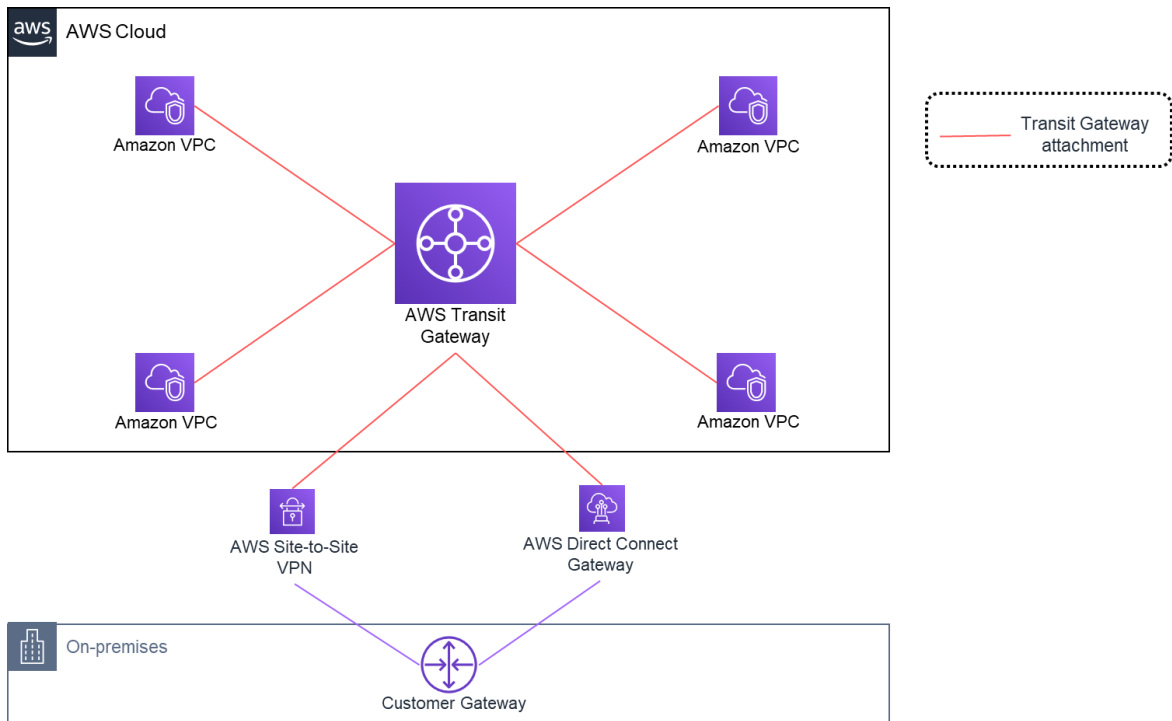 aws
AWS Cloud
Amazon VPC
Amazon VPC
Transit Gateway
attachment
AWS Transit
Gateway
Amazon VPC
Amazon VPC
AWS Site-to-Site
VPN
AWS Direct Connect
Gateway
On-premises
Customer Gateway